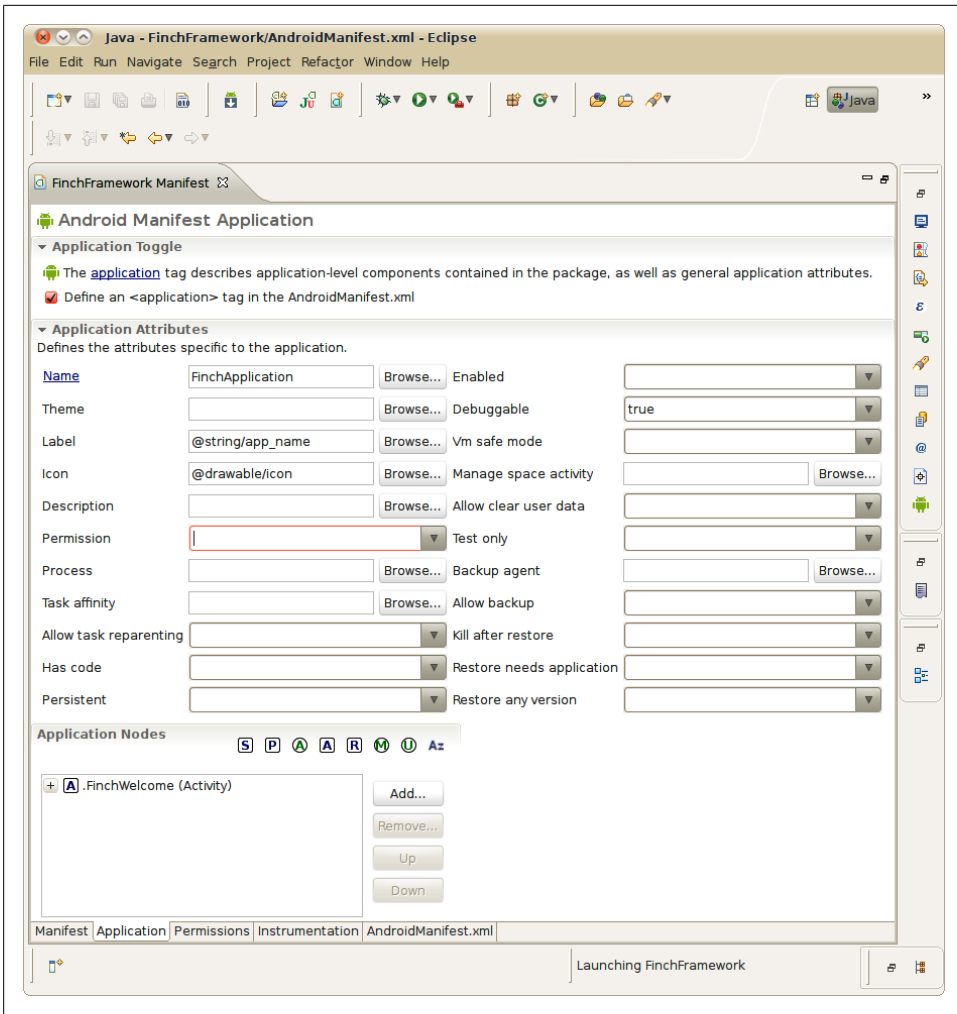 Java - FinchFramework/AndroidManifest.xml - Eclipse
File Edit Run Navigate Search Project Refactor Window Help
Java »
FinchFramework Manifest
Android Manifest Application
Application Toggle
The application tag describes application-level components contained in the package, as well as general application attributes.
Define an <application> tag in the AndroidManifest.xml
Application Attributes
Defines the attributes specific to the application.
Name FinchApplication Browse... Enabled
Theme Browse... Debuggable true
Label @string/app_name Browse... Vm safe mode
Icon @drawable/icon Browse... Manage space activity Browse...
Description Browse... Allow clear user data
Permission Test only
Process Browse... Backup agent Browse...
Task affinity Browse... Allow backup
Allow task reparenting Kill after restore
Has code Restore needs application
Persistent Restore any version
Application Nodes S P A A R M U Az
A .FinchWelcome (Activity)
Add...
Remove...
Up
Down
Manifest Application Permissions Instrumentation AndroidManifest.xml
Launching FinchFramework